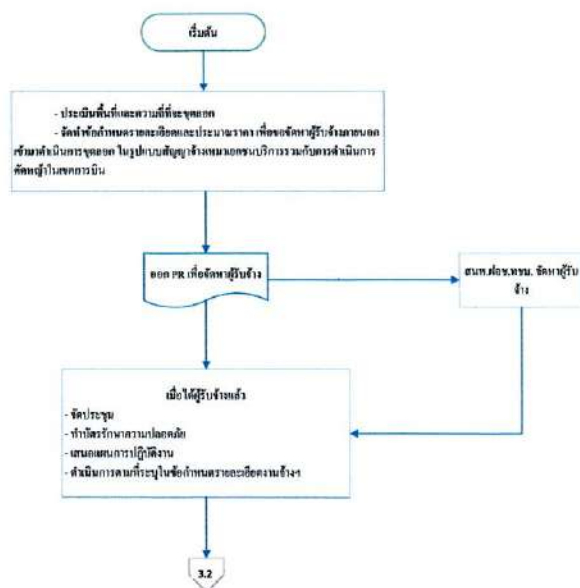 เริ่มต้น
- ประเมินพื้นที่และความถี่ที่จะขุดลอก
- จัดทำข้อกำหนดรายละเอียดและประมาณราคา เพื่อขอจัดหาผู้รับจ้างภายนอก
เข้ามาดำเนินการขุดลอก ในรูปแบบสัญญาจ้างเหมาเอกชนบริการรวมกับการดำเนินการ
ตัดหญ้าในเขตการบิน
ออก PR เพื่อจัดหาผู้รับจ้าง
สนท.ฝอช.ทชม. จัดหาผู้รับ
จ้าง
เมื่อได้ผู้รับจ้างแล้ว
- จัดประชุม
- ทำบัตรรักษาความปลอดภัย
- เสนอแผนการปฏิบัติงาน
- ดำเนินการตามที่ระบุในข้อกำหนดรายละเอียดงานจ้างฯ
3.2